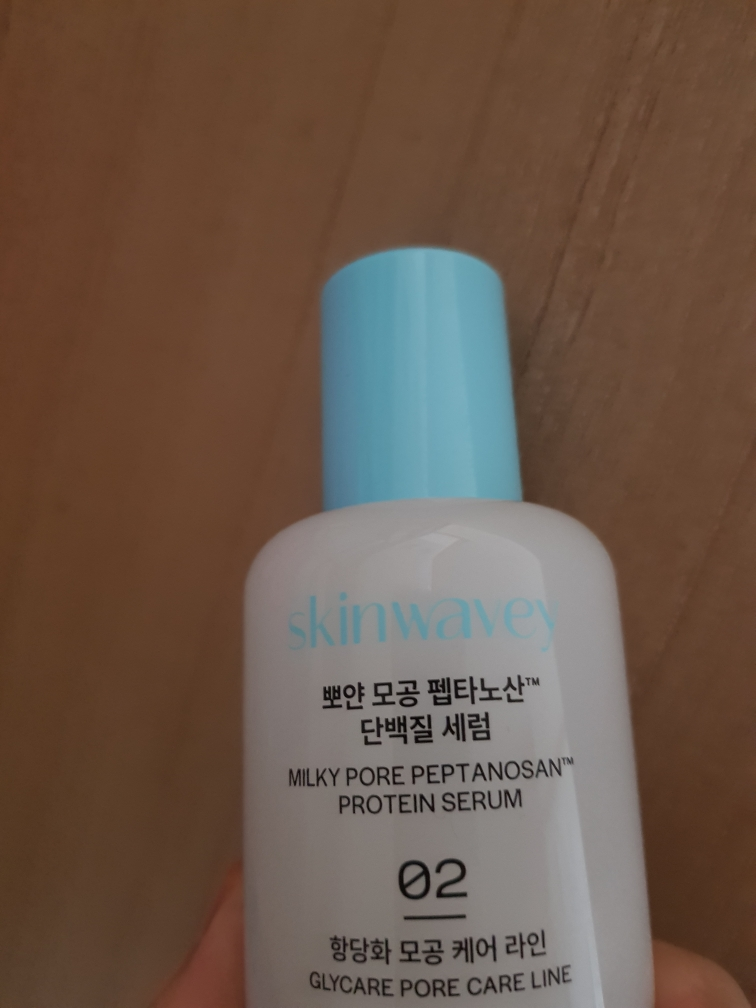 skinwavey
뽀얀 모공 펩타노산™
단백질 세럼
MILKY PORE PEPTANOSAN™
PROTEIN SERUM
02
항당화 모공 케어 라인
GLYCARE PORE CARE LINE